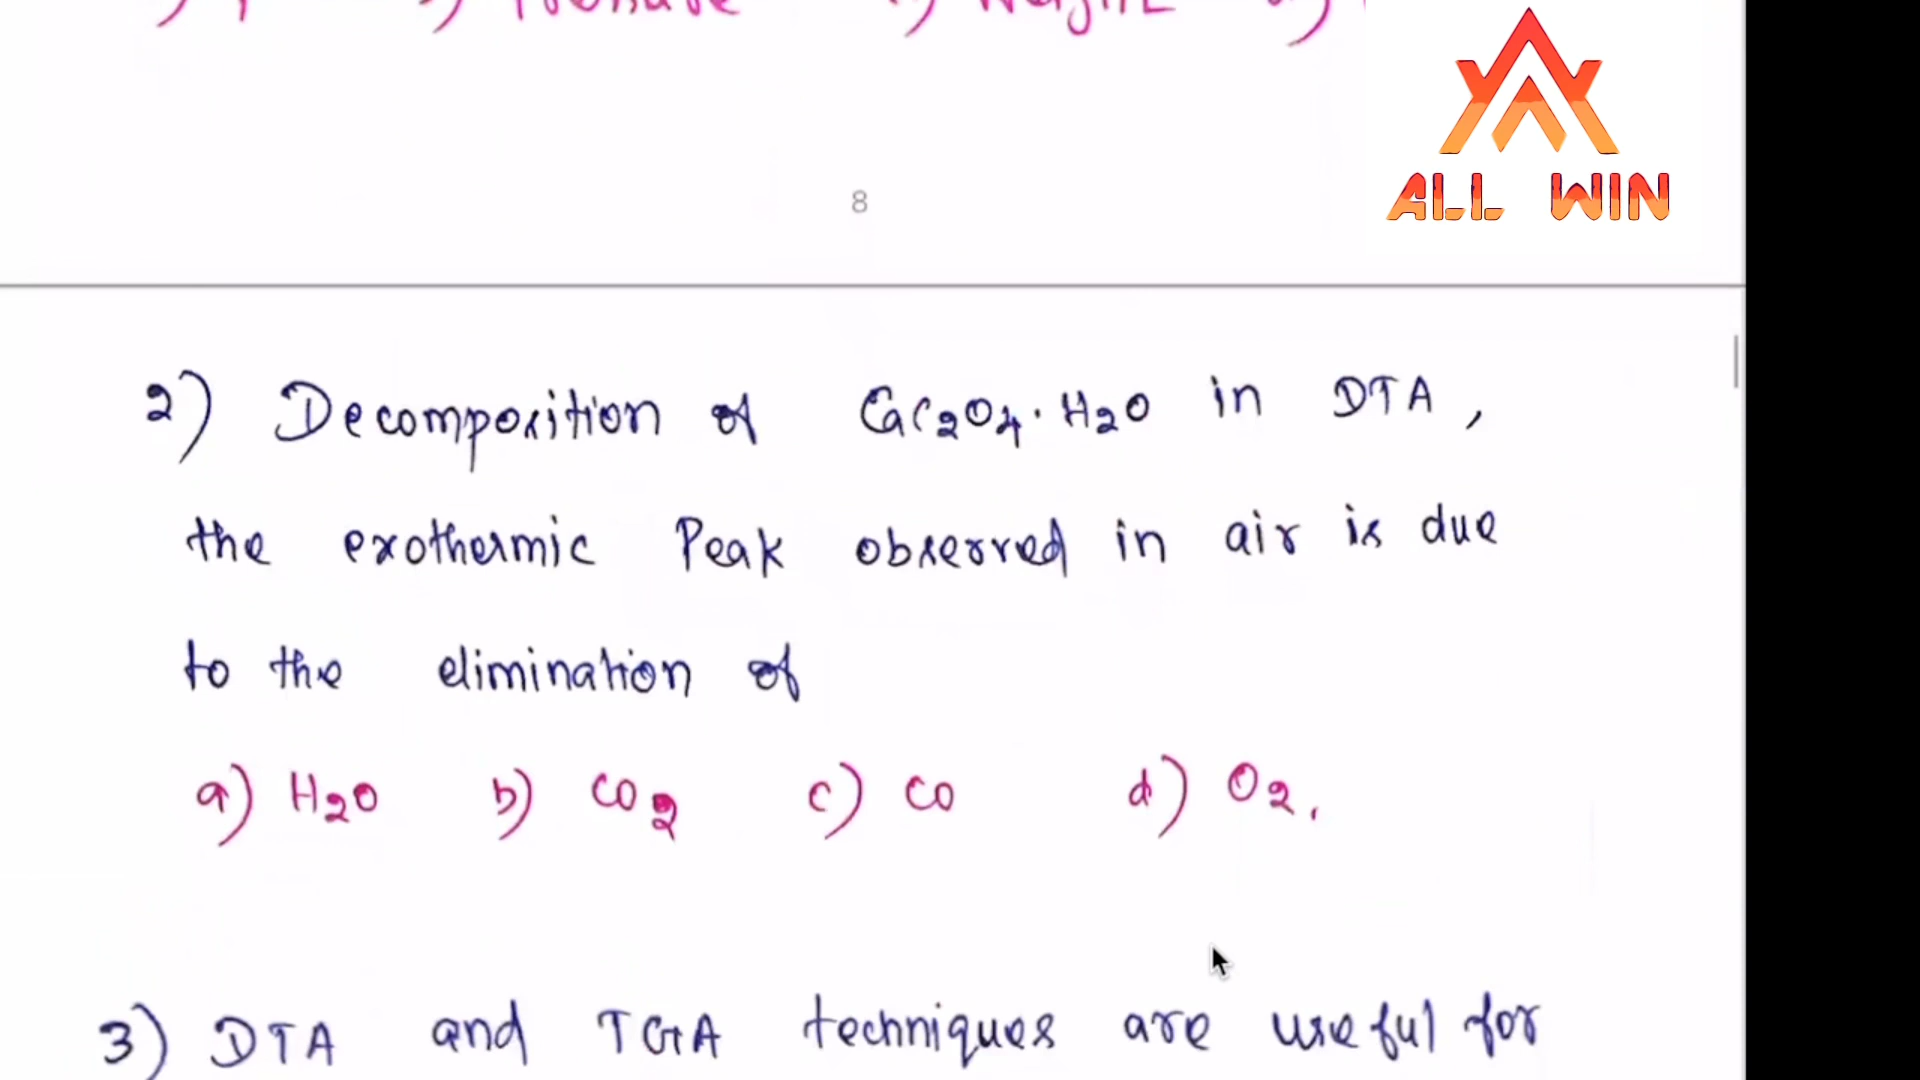 Weight
ALL WIN
8
2) Decomposition of CaC2O4·H2O in DTA,
the exothermic Peak observed in air is due
to the elimination of
a) H2O b) CO2 c) CO d) O2.
3) DTA and TGA techniques are useful for